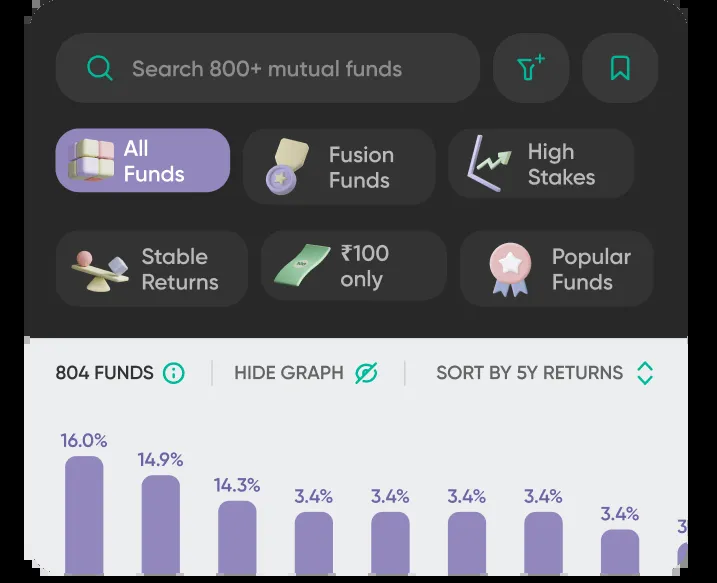 Search 800+ mutual funds
All
Funds
Fusion
Funds
High
Stakes
Stable
Returns
₹100
only
Popular
Funds
804 FUNDS
HIDE GRAPH
SORT BY 5Y RETURNS
16.0%
14.9%
14.3%
3.4%
3.4%
3.4%
3.4%
3.4%